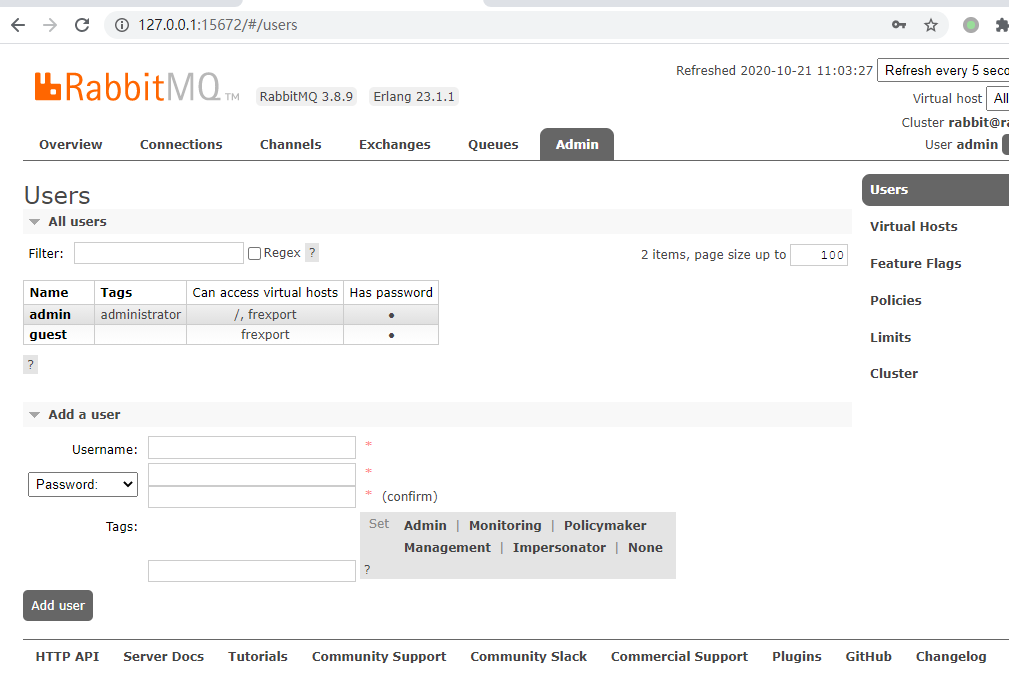 127.0.0.1:15672/#/users
Refreshed 2020-10-21 11:03:27 Refresh every 5 seco
RabbitMQ TM RabbitMQ 3.8.9 Erlang 23.1.1
Virtual host All
Cluster rabbit@ra
User admin
Overview Connections Channels Exchanges Queues Admin
Users
Users
All users
Virtual Hosts
Filter: Regex ? 2 items, page size up to 100
Feature Flags
Name Tags Can access virtual hosts Has password
Policies
admin administrator /, frexport ●
guest frexport ●
Limits
?
Cluster
Add a user
Username: *
Password: *
* (confirm)
Tags: Set Admin | Monitoring | Policymaker
Management | Impersonator | None
?
Add user
HTTP API Server Docs Tutorials Community Support Community Slack Commercial Support Plugins GitHub Changelog